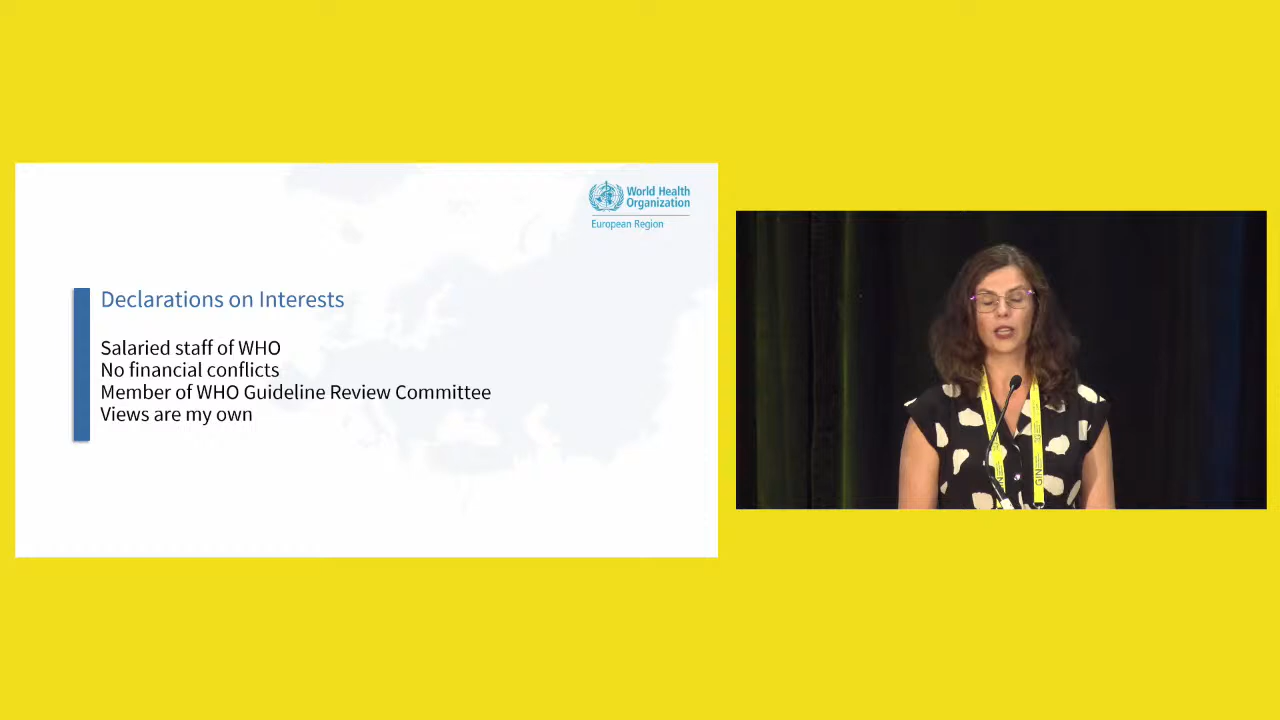 World Health
Organization
European Region
Declarations on Interests
Salaried staff of WHO
No financial conflicts
Member of WHO Guideline Review Committee
Views are my own
GIN